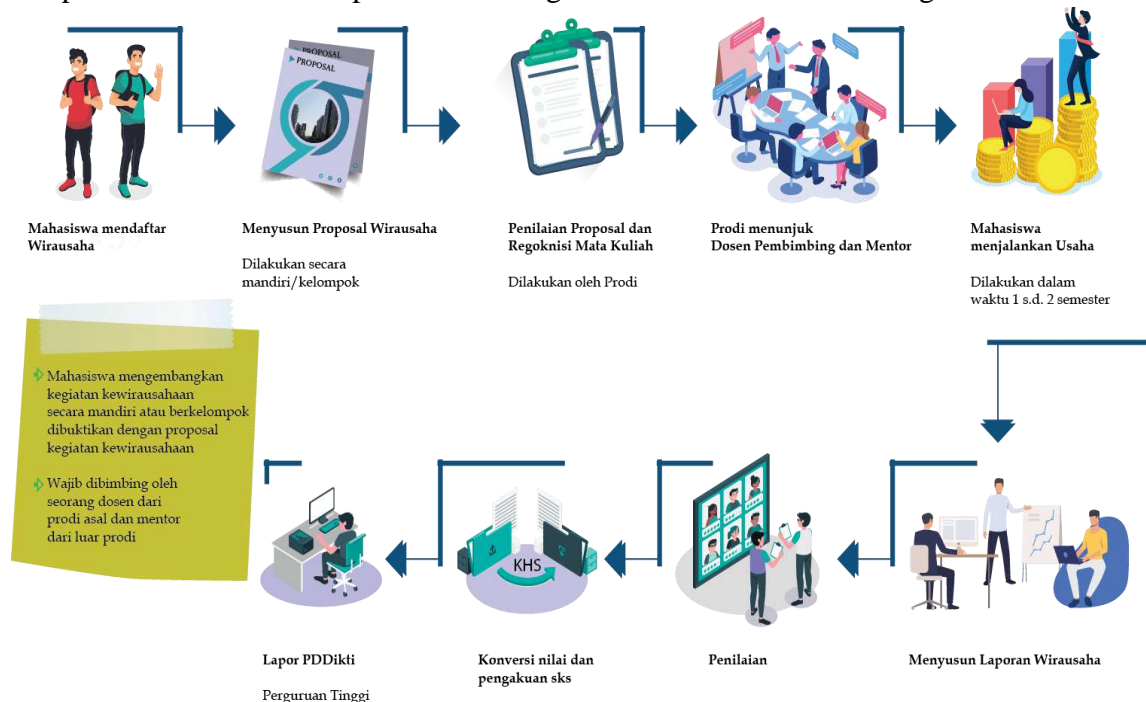 PROPOSAL
PROPOSAL
Mahasiswa mendaftar
Wirausaha
Menyusun Proposal Wirausaha
Dilakukan secara
mandiri/kelompok
Penilaian Proposal dan
Regoknisi Mata Kuliah
Dilakukan oleh Prodi
Prodi menunjuk
Dosen Pembimbing dan Mentor
Mahasiswa
menjalankan Usaha
Dilakukan dalam
waktu 1 s.d. 2 semester
Mahasiswa mengembangkan
kegiatan kewirausahaan
secara mandiri atau berkelompok
dibuktikan dengan proposal
kegiatan kewirausahaan
Wajib dibimbing oleh
seorang dosen dari
prodi asal dan mentor
dari luar prodi
KHS
Lapor PDDikti
Perguruan Tinggi
Konversi nilai dan
pengakuan sks
Penilaian
Menyusun Laporan Wirausaha